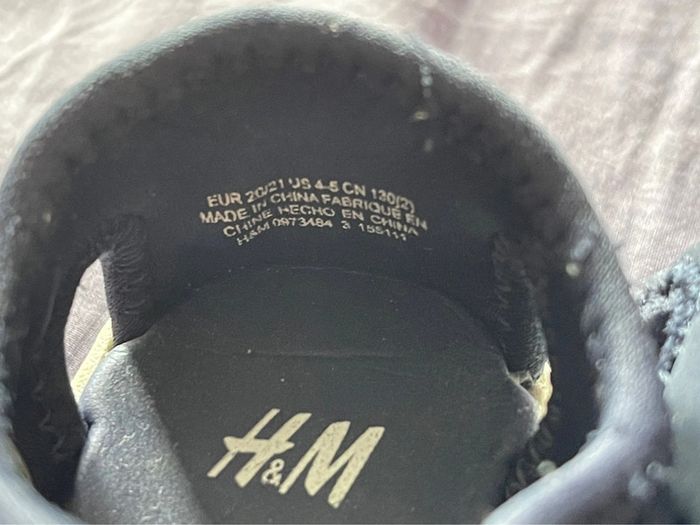 EUR 20/21 US 4-5 CN 130(2)
MADE IN CHINA FABRIQUE EN
CHINE HECHO EN CHINA
H&M 0973484 3 155111
H&M